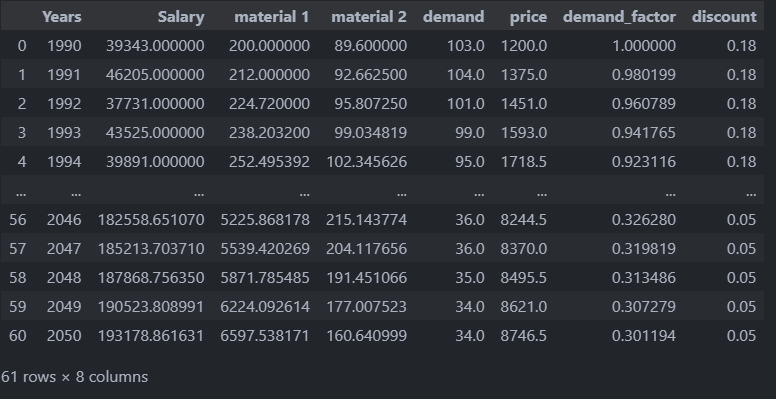 Years Salary material 1 material 2 demand price demand_factor discount
0 1990 39343.000000 200.000000 89.600000 103.0 1200.0 1.000000 0.18
1 1991 46205.000000 212.000000 92.662500 104.0 1375.0 0.980199 0.18
2 1992 37731.000000 224.720000 95.807250 101.0 1451.0 0.960789 0.18
3 1993 43525.000000 238.203200 99.034819 99.0 1593.0 0.941765 0.18
4 1994 39891.000000 252.495392 102.345626 95.0 1718.5 0.923116 0.18
... ... ... ... ... ... ... ... ...
56 2046 182558.651070 5225.868178 215.143774 36.0 8244.5 0.326280 0.05
57 2047 185213.703710 5539.420269 204.117656 36.0 8370.0 0.319819 0.05
58 2048 187868.756350 5871.785485 191.451066 35.0 8495.5 0.313486 0.05
59 2049 190523.808991 6224.092614 177.007523 34.0 8621.0 0.307279 0.05
60 2050 193178.861631 6597.538171 160.640999 34.0 8746.5 0.301194 0.05
61 rows × 8 columns